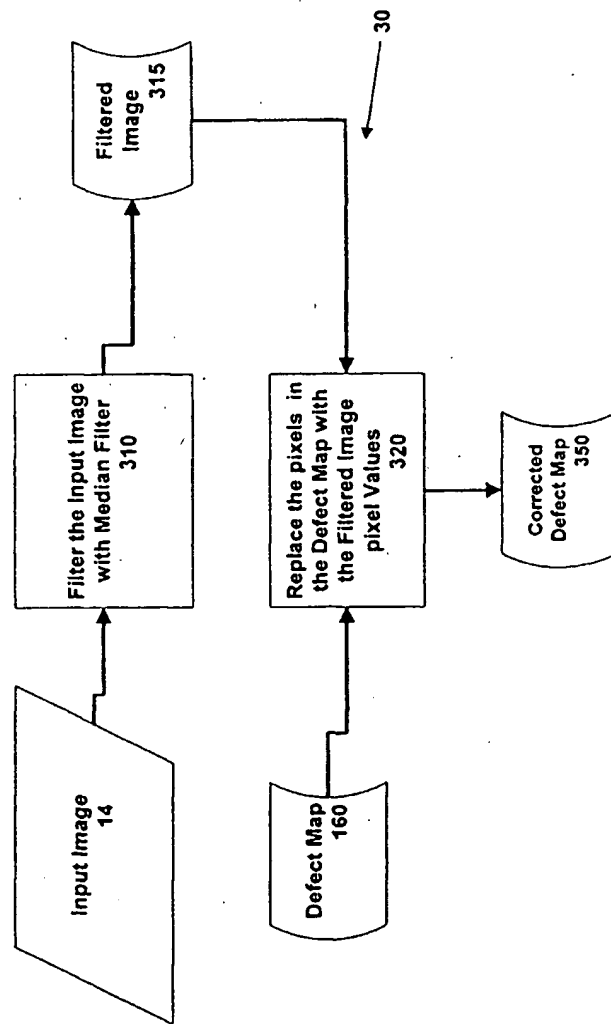 Input Image
14
Filter the Input Image
with Median Filter
310
Filtered
Image
315
Defect Map
160
Replace the pixels in
the Defect Map with
the Filtered Image
pixel Values
320
30
Corrected
Defect Map
350